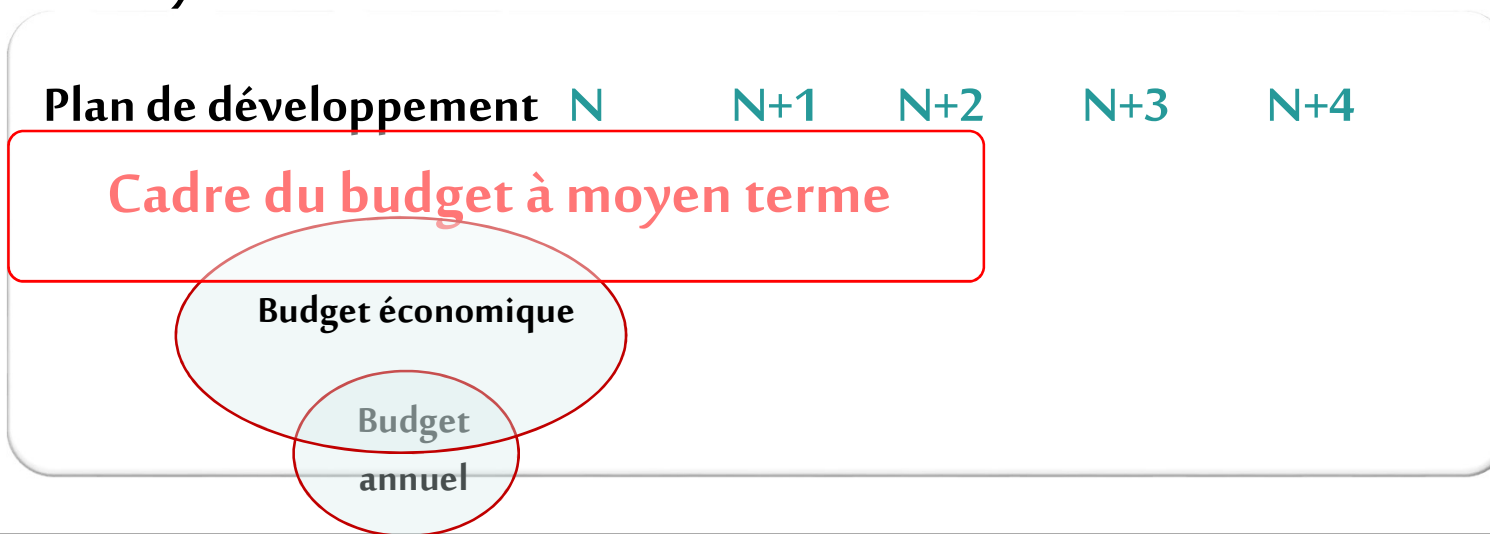 Plan de développement N N+1 N+2 N+3 N+4
Cadre du budget à moyen terme
Budget économique
Budget
annuel